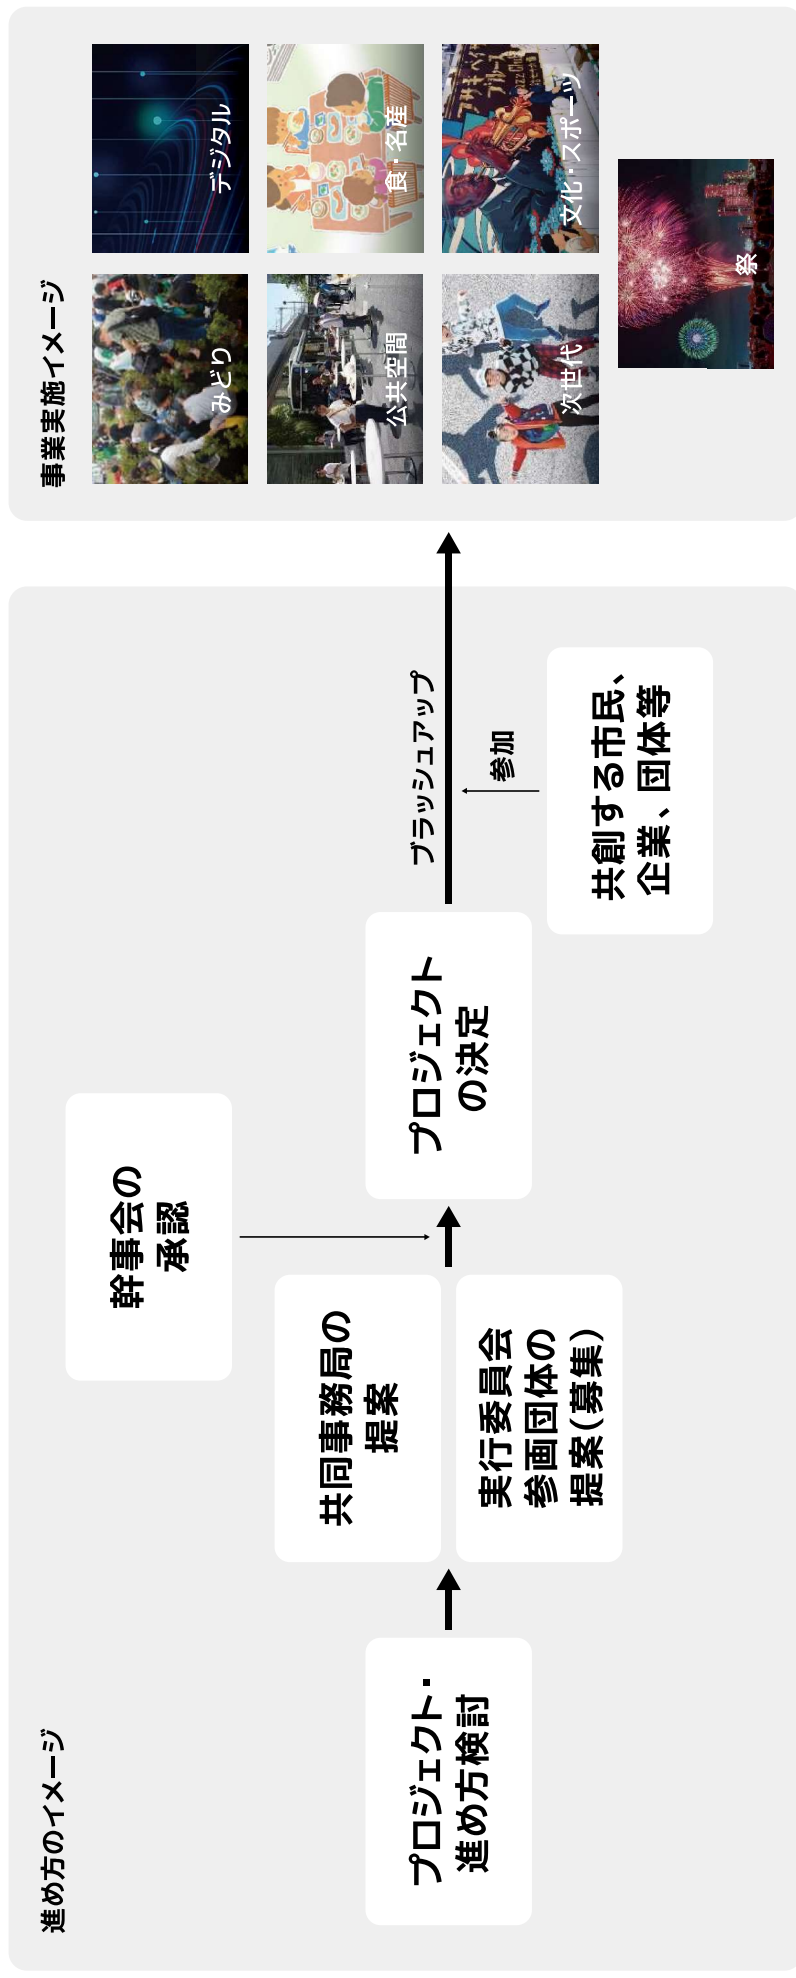 進め方のイメージ
プロジェクト・
進め方検討
共同事務局の
提案
実行委員会
参画団体の
提案（募集）
幹事会の
承認
プロジェクト
の決定
ブラッシュアップ
参加
共創する市民、
企業、団体等
事業実施イメージ
みどり
デジタル
公共空間
食・名産
次世代
文化・スポーツ
祭